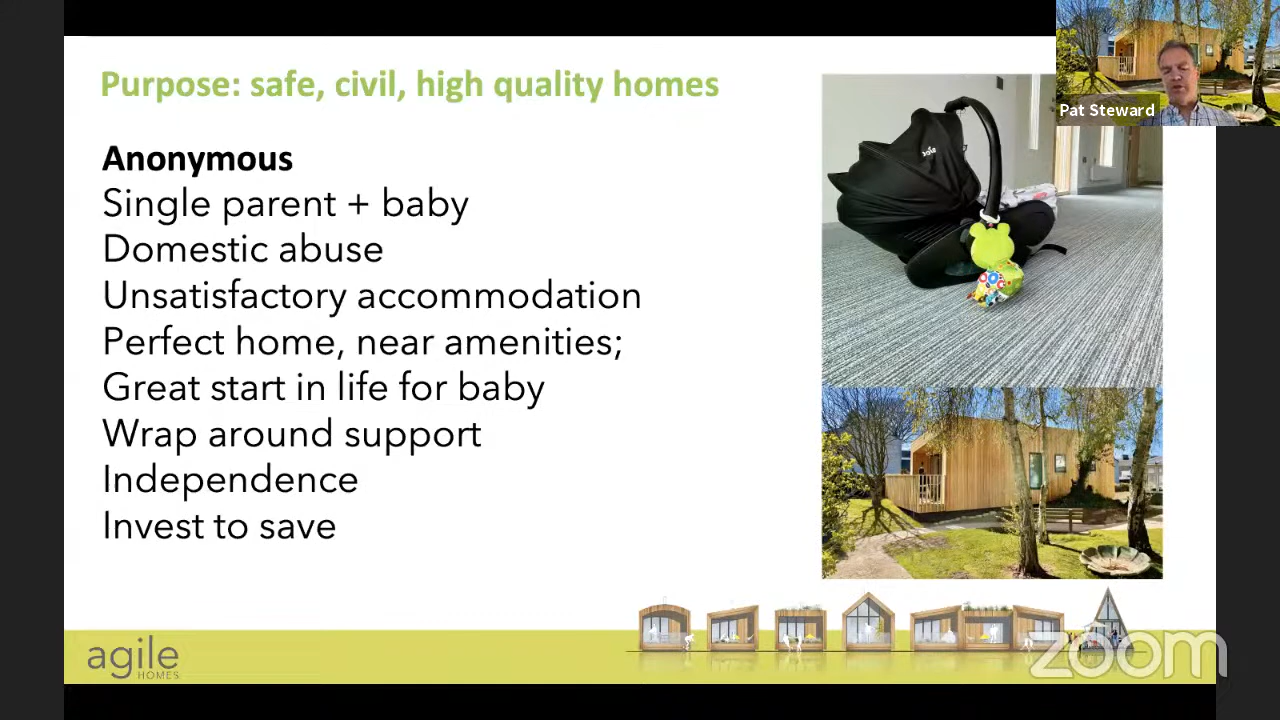 Purpose: safe, civil, high quality homes
Pat Steward
Anonymous
Single parent + baby
Domestic abuse
Unsatisfactory accommodation
Perfect home, near amenities;
Great start in life for baby
Wrap around support
Independence
Invest to save
Joie
agile
HOMES
zoom